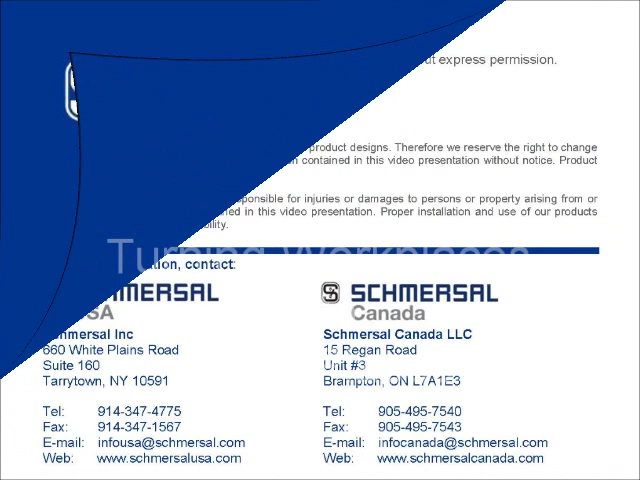 ut express permission.
product designs. Therefore we reserve the right to change
n contained in this video presentation without notice. Product
ponsible for injuries or damages to persons or property arising from or
ned in this video presentation. Proper installation and use of our products
bility.
Turning Workplaces
tion, contact:
HMERSAL
SA
SCHMERSAL
Canada
Schmersal Inc
660 White Plains Road
Suite 160
Tarrytown, NY 10591
Tel: 914-347-4775
Fax: 914-347-1567
E-mail: infousa@schmersal.com
Web: www.schmersalusa.com
Schmersal Canada LLC
15 Regan Road
Unit #3
Brampton, ON L7A1E3
Tel: 905-495-7540
Fax: 905-495-7543
E-mail: infocanada@schmersal.com
Web: www.schmersalcanada.com